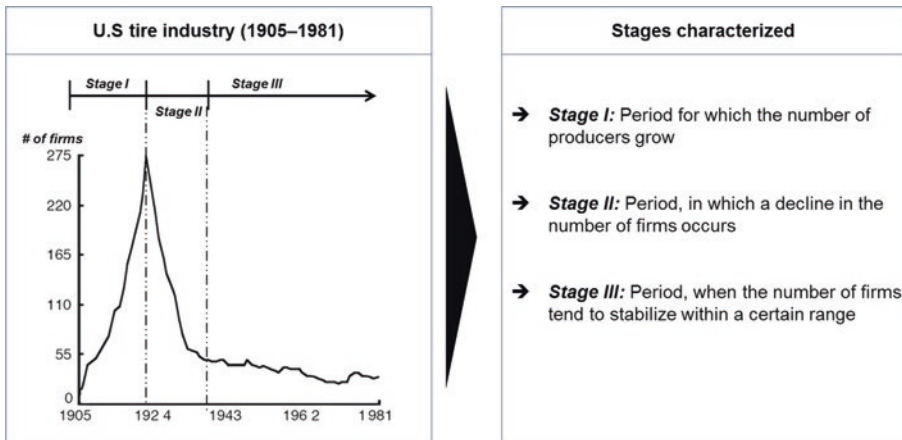 U.S tire industry (1905–1981)
Stage I
Stage II
Stage III
# of firms
275
220
165
110
55
0
1905
192 4
1943
196 2
1981
Stages characterized
➔ Stage I: Period for which the number of
producers grow
➔ Stage II: Period, in which a decline in the
number of firms occurs
➔ Stage III: Period, when the number of firms
tend to stabilize within a certain range